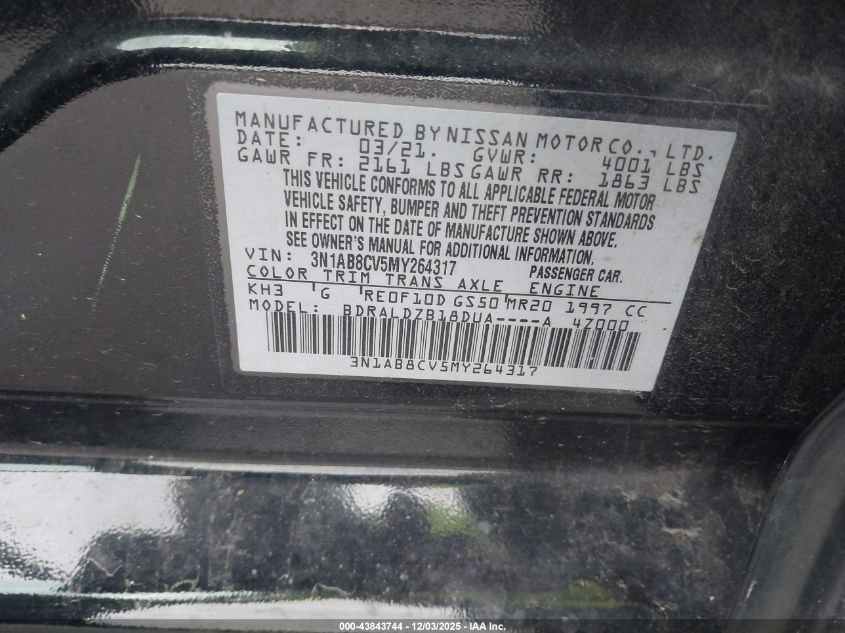 MANUFACTURED BY NISSAN MOTOR CO., LTD.
DATE: 03/21. GVWR: 4001 LBS
GAWR FR: 2161 LBS GAWR RR: 1863 LBS
THIS VEHICLE CONFORMS TO ALL APPLICABLE FEDERAL MOTOR
VEHICLE SAFETY, BUMPER AND THEFT PREVENTION STANDARDS
IN EFFECT ON THE DATE OF MANUFACTURE SHOWN ABOVE.
SEE OWNER'S MANUAL FOR ADDITIONAL INFORMATION.
VIN: 3N1AB8CV5MY264317 PASSENGER CAR.
COLOR TRIM TRANS AXLE ENGINE
KH3 G RE0F10D GS50 MR20 1997 CC
MODEL: BDRALDZB18DUA----A 4Z000
3N1AB8CV5MY264317
000-43843744 - 12/03/2025 - IAA, Inc.